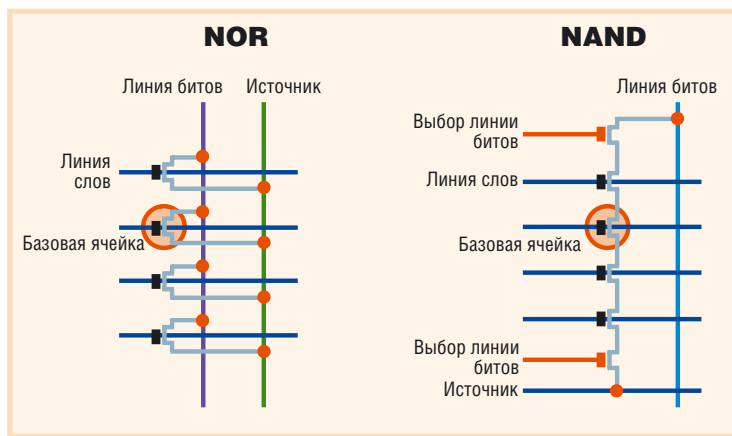 NOR
Линия битов
Источник
Линия
слов
Базовая ячейка
NAND
Линия битов
Выбор линии
битов
Линия слов
Базовая ячейка
Выбор линии
битов
Источник